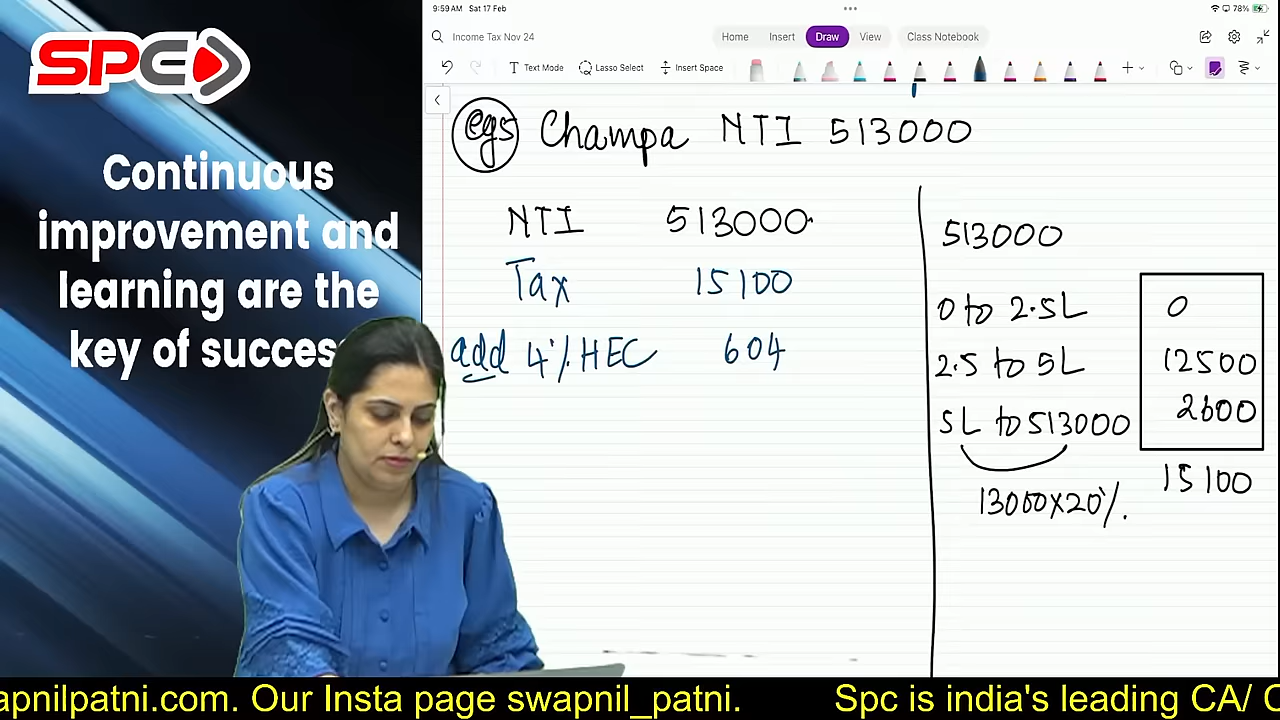 9:59 AM Sat 17 Feb
78%
Income Tax Nov 24
Home Insert Draw View Class Notebook
Text Mode Lasso Select Insert Space
SPC
Continuous
improvement and
learning are the
key of success
eg5 Champa NTI 513000
NTI 513000
Tax 15100
add 4% HEC 604
513000
0 to 2.5L 0
2.5 to 5L 12500
5L to 513000 2600
15100
13000x20%.
apnilpatni.com. Our Insta page swapnil_patni. Spc is india's leading CA/ C